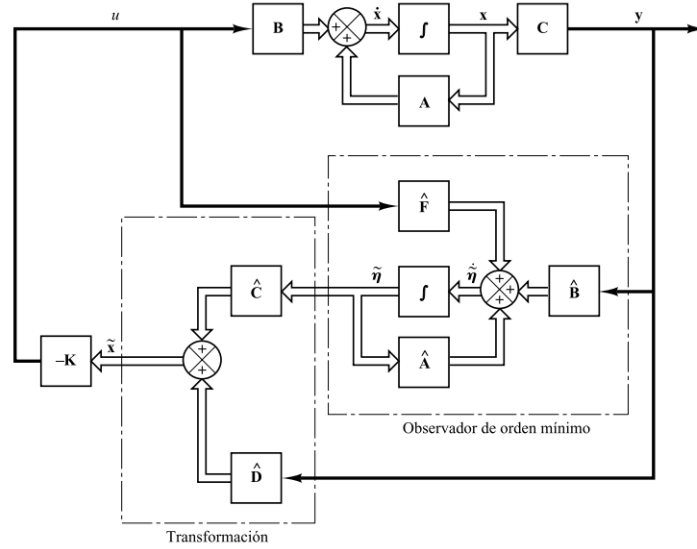 u
B
+
+
ẋ
∫
x
C
y
A
F̂
η̃
η̃̇
Ĉ
∫
+
+
+
B̂
+
+
Â
−K
x̃
D̂
Observador de orden mínimo
Transformación